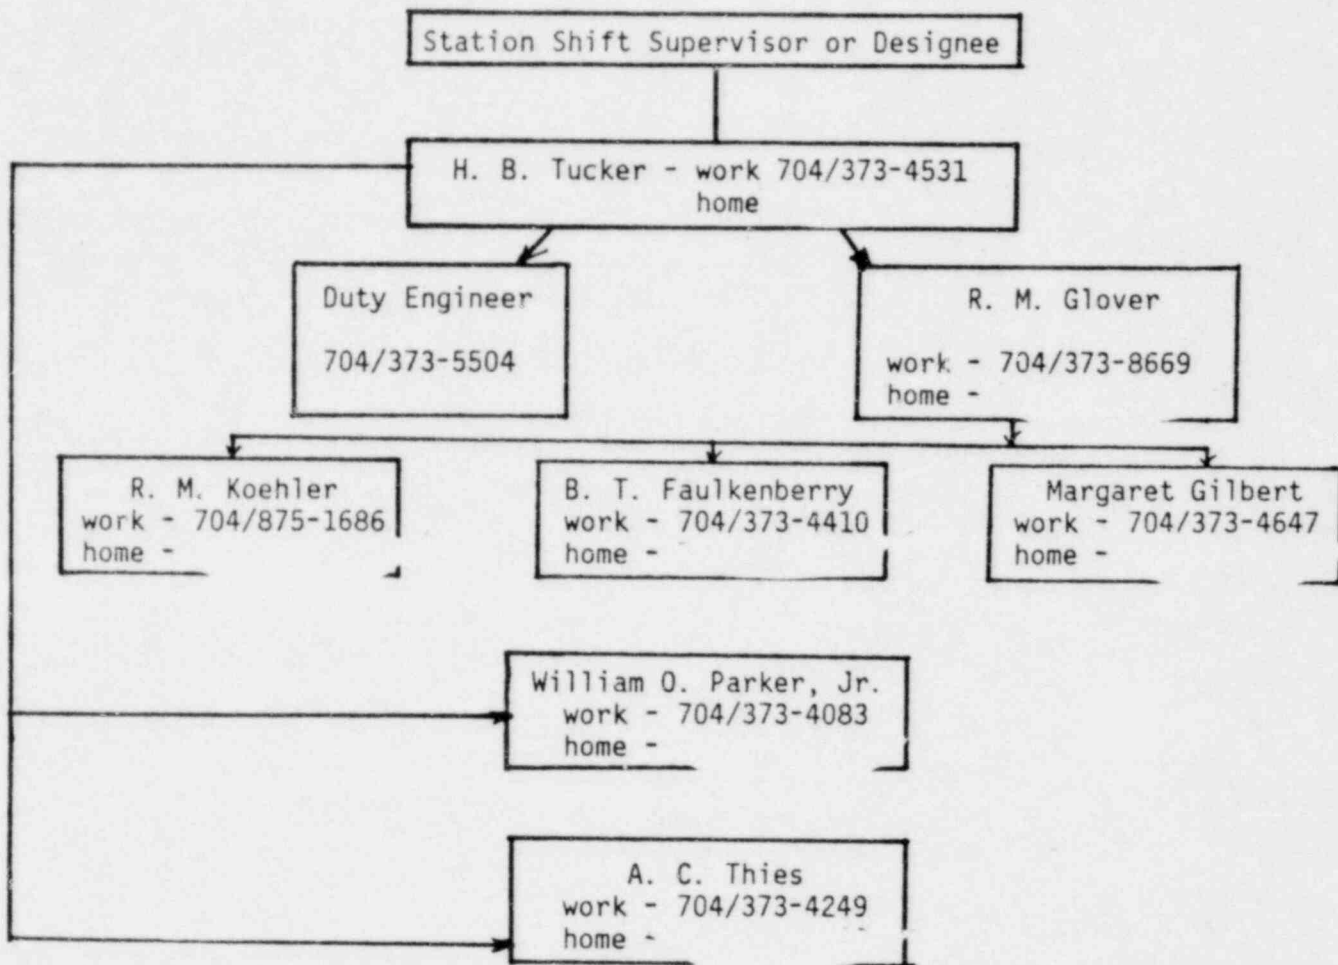 Station Shift Supervisor or Designee
H. B. Tucker - work 704/373-4531
home
Duty Engineer
704/373-5504
R. M. Glover
work - 704/373-8669
home -
R. M. Koehler
work - 704/875-1686
home -
B. T. Faulkenberry
work - 704/373-4410
home -
Margaret Gilbert
work - 704/373-4647
home -
William O. Parker, Jr.
work - 704/373-4083
home -
A. C. Thies
work - 704/373-4249
home -